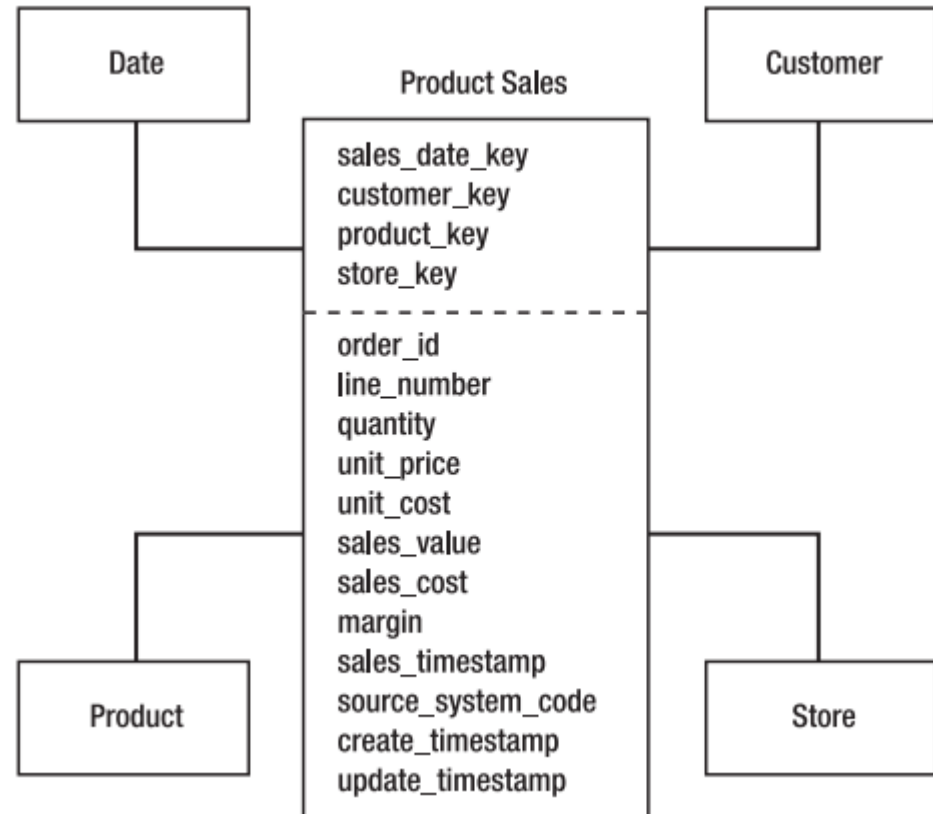 Date
Customer
Product Sales
sales_date_key
customer_key
product_key
store_key
order_id
line_number
quantity
unit_price
unit_cost
sales_value
sales_cost
margin
sales_timestamp
source_system_code
create_timestamp
update_timestamp
Product
Store